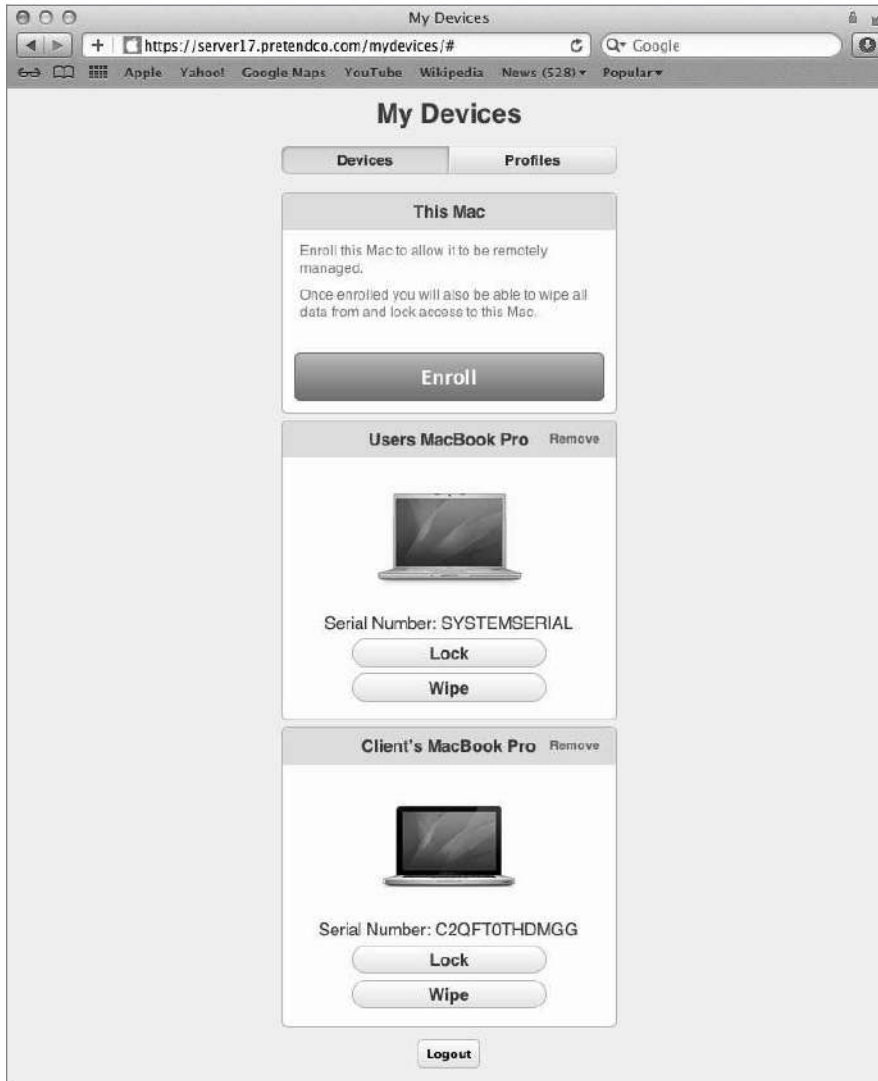 My Devices
https://server17.pretendco.com/mydevices/#
Google
Apple Yahoo! Google Maps YouTube Wikipedia News (528) Popular
My Devices
Devices Profiles
This Mac
Enroll this Mac to allow it to be remotely
managed.
Once enrolled you will also be able to wipe all
data from and lock access to this Mac.
Enroll
Users MacBook Pro Remove
Serial Number: SYSTEMSERIAL
Lock
Wipe
Client's MacBook Pro Remove
Serial Number: C2QFT0THDMGG
Lock
Wipe
Logout